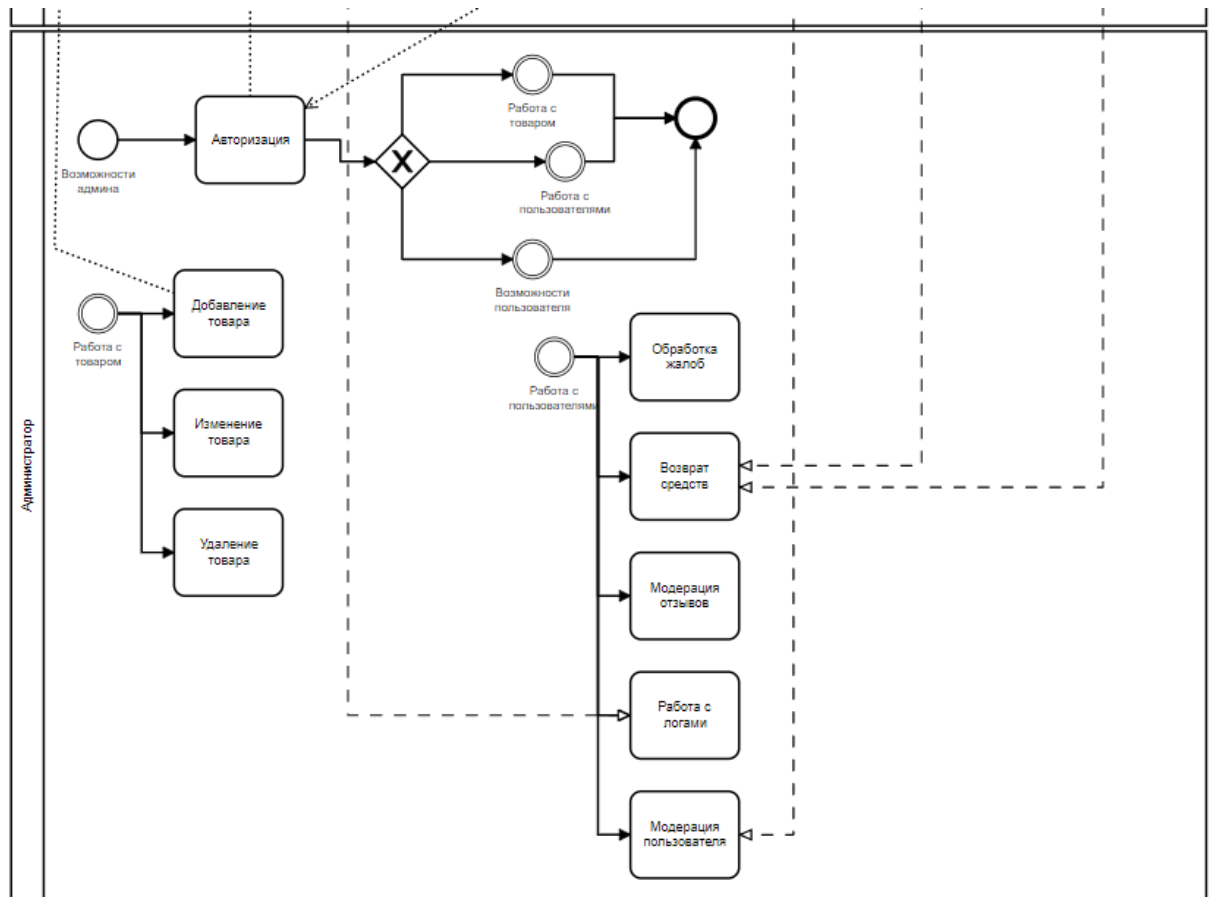 Администратор
Возможности
админа
Авторизация
X
Работа с
товаром
Работа с
пользователями
Возможности
пользователя
Работа с
товаром
Добавление
товара
Изменение
товара
Удаление
товара
Работа с
пользователями
Обработка
жалоб
Возврат
средств
Модерация
отзывов
Работа с
логами
Модерация
пользователя